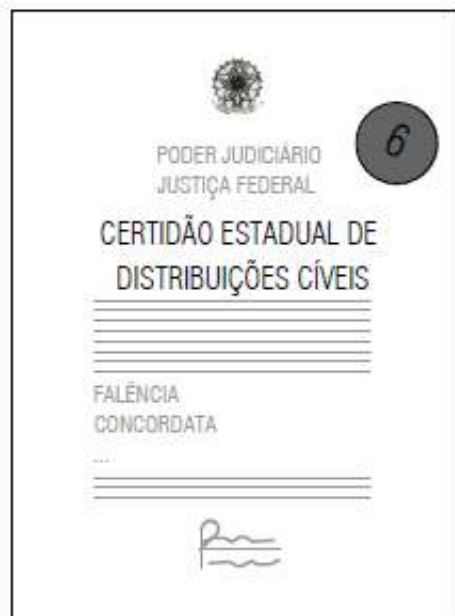 6
PODER JUDICIÁRIO
JUSTIÇA FEDERAL
CERTIDÃO ESTADUAL DE
DISTRIBUIÇÕES CÍVEIS
FALÊNCIA
CONCORDATA
...